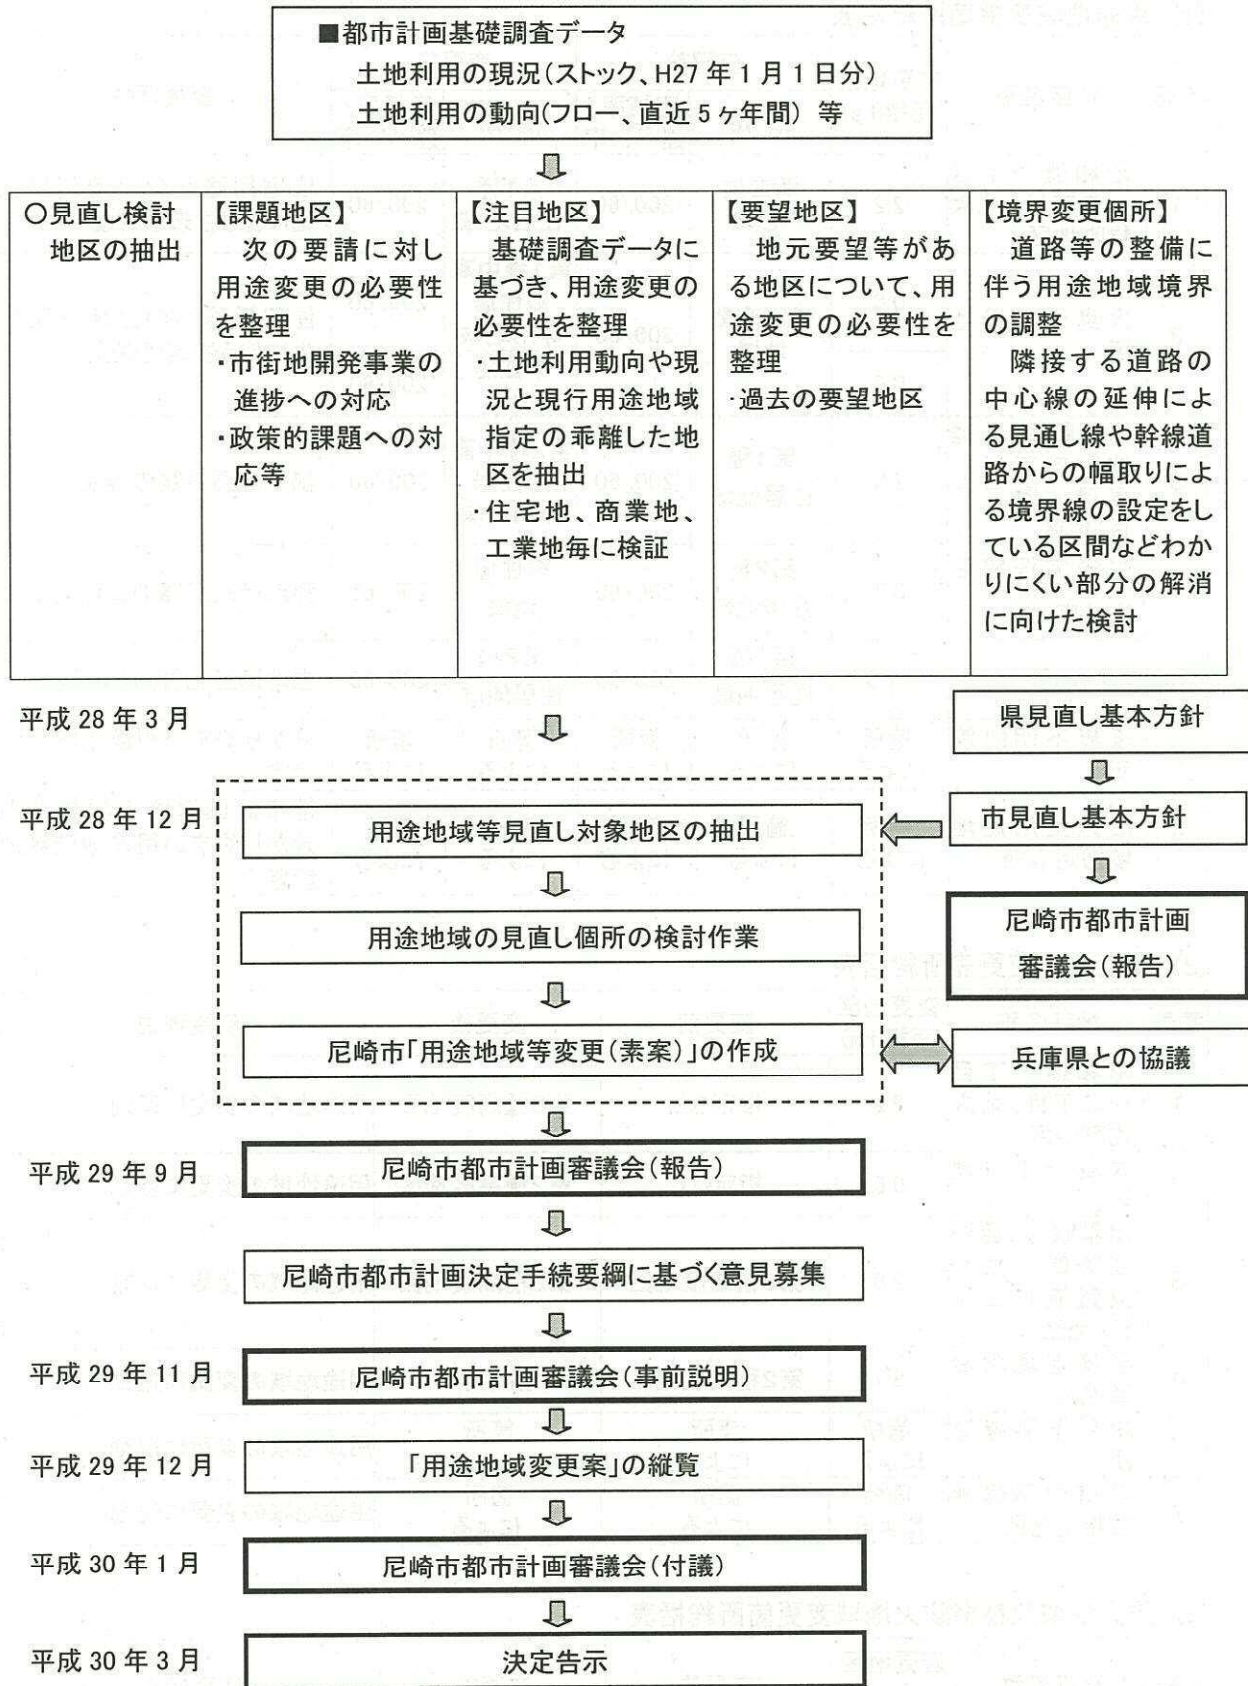 ■都市計画基礎調査データ
土地利用の現況(ストック、H27 年 1 月 1 日分)
土地利用の動向(フロー、直近 5 ヶ年間) 等
○見直し検討
地区の抽出
【課題地区】
次の要請に対し
用途変更の必要性
を整理
・市街地開発事業の
進捗への対応
・政策的課題への対
応等
【注目地区】
基礎調査データに
基づき、用途変更の
必要性を整理
・土地利用動向や現
況と現行用途地域
指定の乖離した地
区を抽出
・住宅地、商業地、
工業地毎に検証
【要望地区】
地元要望等があ
る地区について、用
途変更の必要性を
整理
・過去の要望地区
【境界変更個所】
道路等の整備に
伴う用途地域境界
の調整
隣接する道路の
中心線の延伸によ
る見通し線や幹線道
路からの幅取りによ
る境界線の設定をし
ている区間などわか
りにくい部分の解消
に向けた検討
平成 28 年 3 月
県見直し基本方針
平成 28 年 12 月
用途地域等見直し対象地区の抽出
市見直し基本方針
用途地域の見直し個所の検討作業
尼崎市都市計画
審議会(報告)
尼崎市「用途地域等変更(素案)」の作成
兵庫県との協議
平成 29 年 9 月
尼崎市都市計画審議会(報告)
尼崎市都市計画決定手続要綱に基づく意見募集
平成 29 年 11 月
尼崎市都市計画審議会(事前説明)
平成 29 年 12 月
「用途地域変更案」の縦覧
平成 30 年 1 月
尼崎市都市計画審議会(付議)
平成 30 年 3 月
決定告示